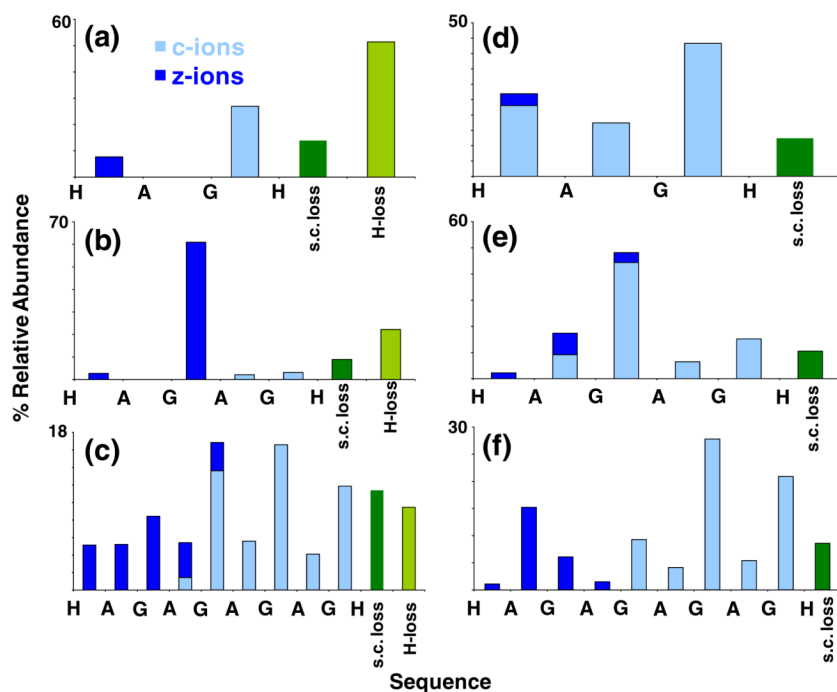 60
(a)
c-ions
z-ions
H A G H
s.c. loss
H-loss
50
(d)
H A G H
s.c. loss
70
(b)
H A G A G H
s.c. loss
H-loss
60
(e)
H A G A G H
s.c. loss
18
(c)
H A G A G A G A G H
s.c. loss
H-loss
30
(f)
H A G A G A G A G H
s.c. loss
% Relative Abundance
Sequence